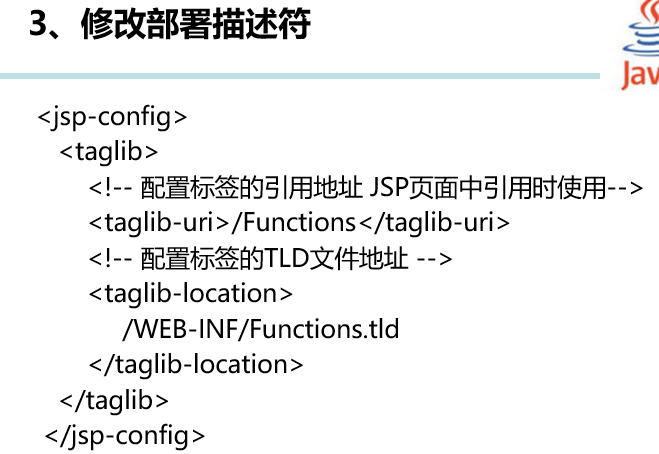 3、修改部署描述符
Jav
<jsp-config>
<taglib>
<!-- 配置标签的引用地址 JSP页面中引用时使用-->
<taglib-uri>/Functions</taglib-uri>
<!-- 配置标签的TLD文件地址 -->
<taglib-location>
/WEB-INF/Functions.tld
</taglib-location>
</taglib>
</jsp-config>